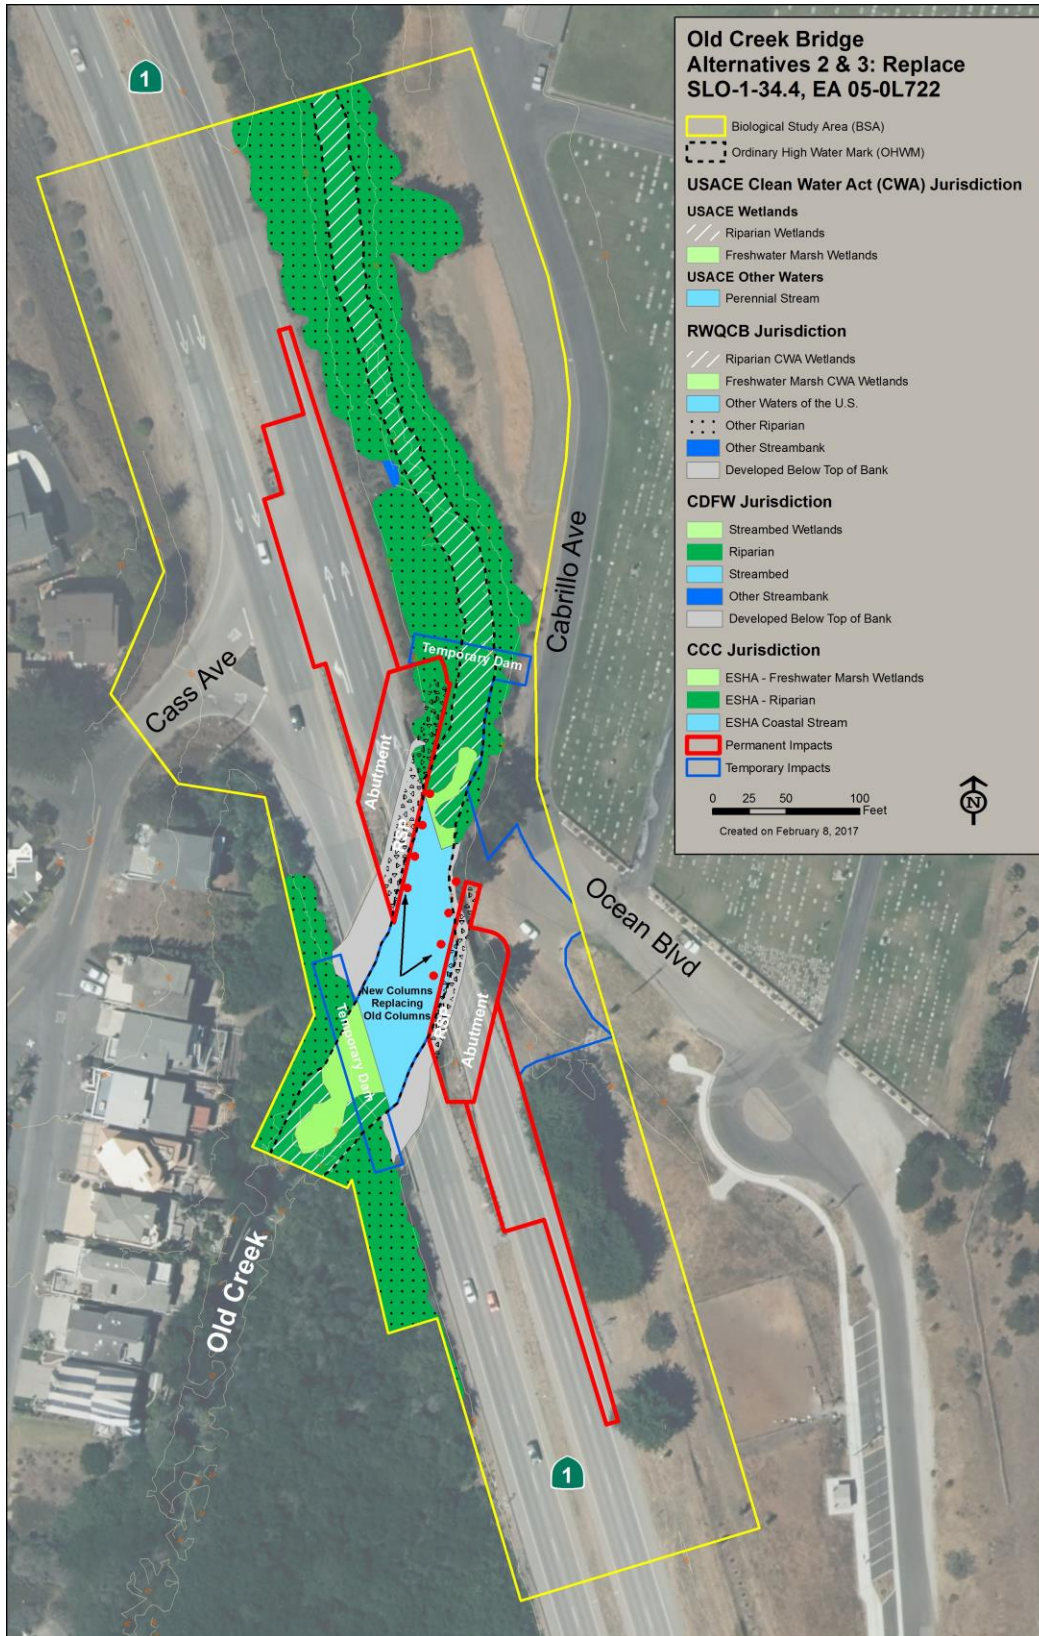 Old Creek Bridge
Alternatives 2 & 3: Replace
SLO-1-34.4, EA 05-0L722
Biological Study Area (BSA)
Ordinary High Water Mark (OHWM)
USACE Clean Water Act (CWA) Jurisdiction
USACE Wetlands
Riparian Wetlands
Freshwater Marsh Wetlands
USACE Other Waters
Perennial Stream
RWQCB Jurisdiction
Riparian CWA Wetlands
Freshwater Marsh CWA Wetlands
Other Waters of the U.S.
Other Riparian
Other Streambank
Developed Below Top of Bank
CDFW Jurisdiction
Streambed Wetlands
Riparian
Streambed
Other Streambank
Developed Below Top of Bank
CCC Jurisdiction
ESHA - Freshwater Marsh Wetlands
ESHA - Riparian
ESHA Coastal Stream
Permanent Impacts
Temporary Impacts
N
0 25 50 100
Feet
Created on February 8, 2017
1
Cabrillo Ave
Temporary Dam
Cass Ave
Abutment
RSP
Ocean Blvd
New Columns
Replacing
Old Columns
RSP
Abutment
Temporary Dam
Old Creek
1